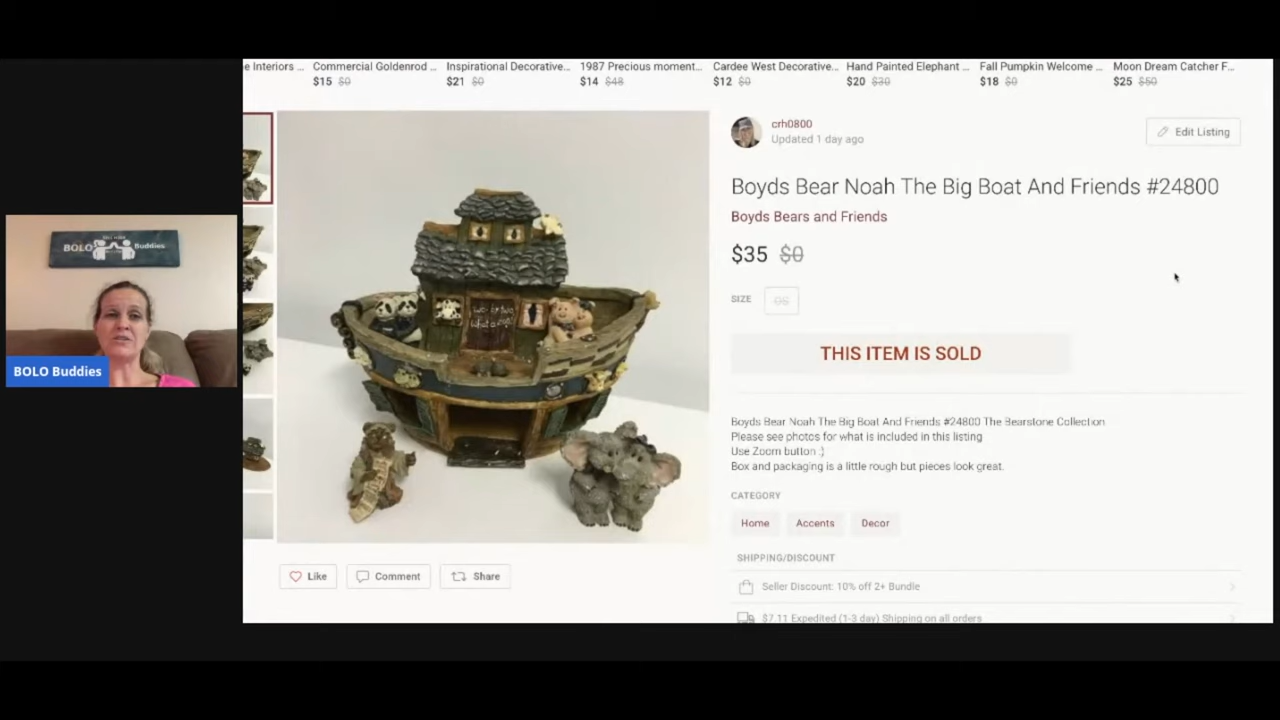 e Interiors ...
Commercial Goldenrod ...
Inspirational Decorative...
1987 Precious moment...
Cardee West Decorative...
Hand Painted Elephant ...
Fall Pumpkin Welcome ...
Moon Dream Catcher F...
$15 $0
$21 $0
$14 $48
$12 $0
$20 $30
$18 $0
$25 $50
crh0800
Updated 1 day ago
Edit Listing
Boyds Bear Noah The Big Boat And Friends #24800
Boyds Bears and Friends
$35 $0
SIZE OS
THIS ITEM IS SOLD
Boyds Bear Noah The Big Boat And Friends #24800 The Bearstone Collection
Please see photos for what is included in this listing
Use Zoom button :)
Box and packaging is a little rough but pieces look great.
CATEGORY
Home Accents Decor
SHIPPING/DISCOUNT
Seller Discount: 10% off 2+ Bundle
$7.11 Expedited (1-3 day) Shipping on all orders
Like Comment Share
BOLO Buddies
BOLO Buddies